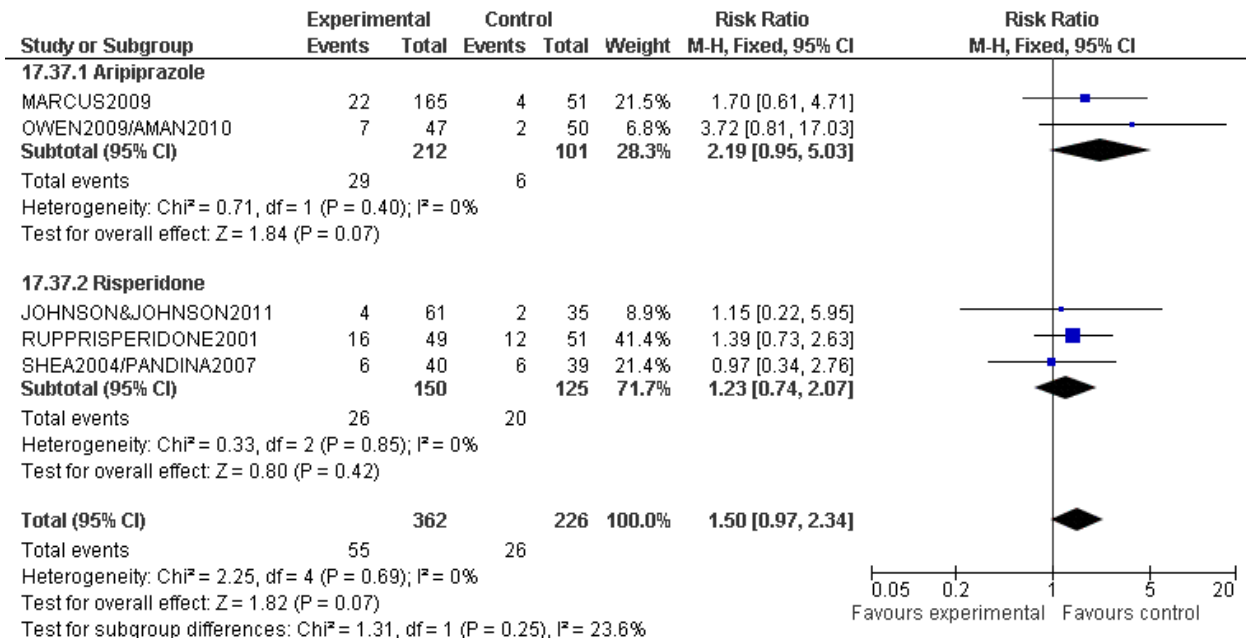 Experimental Control Risk Ratio Risk Ratio
Study or Subgroup Events Total Events Total Weight M-H, Fixed, 95% CI M-H, Fixed, 95% CI
17.37.1 Aripiprazole
MARCUS2009 22 165 4 51 21.5% 1.70 [0.61, 4.71]
OWEN2009/AMAN2010 7 47 2 50 6.8% 3.72 [0.81, 17.03]
Subtotal (95% CI) 212 101 28.3% 2.19 [0.95, 5.03]
Total events 29 6
Heterogeneity: Chi² = 0.71, df = 1 (P = 0.40); I² = 0%
Test for overall effect: Z = 1.84 (P = 0.07)
17.37.2 Risperidone
JOHNSON&JOHNSON2011 4 61 2 35 8.9% 1.15 [0.22, 5.95]
RUPPRISPERIDONE2001 16 49 12 51 41.4% 1.39 [0.73, 2.63]
SHEA2004/PANDINA2007 6 40 6 39 21.4% 0.97 [0.34, 2.76]
Subtotal (95% CI) 150 125 71.7% 1.23 [0.74, 2.07]
Total events 26 20
Heterogeneity: Chi² = 0.33, df = 2 (P = 0.85); I² = 0%
Test for overall effect: Z = 0.80 (P = 0.42)
Total (95% CI) 362 226 100.0% 1.50 [0.97, 2.34]
Total events 55 26
Heterogeneity: Chi² = 2.25, df = 4 (P = 0.69); I² = 0%
Test for overall effect: Z = 1.82 (P = 0.07)
Test for subgroup differences: Chi² = 1.31, df = 1 (P = 0.25), I² = 23.6%
0.05 0.2 1 5 20
Favours experimental Favours control